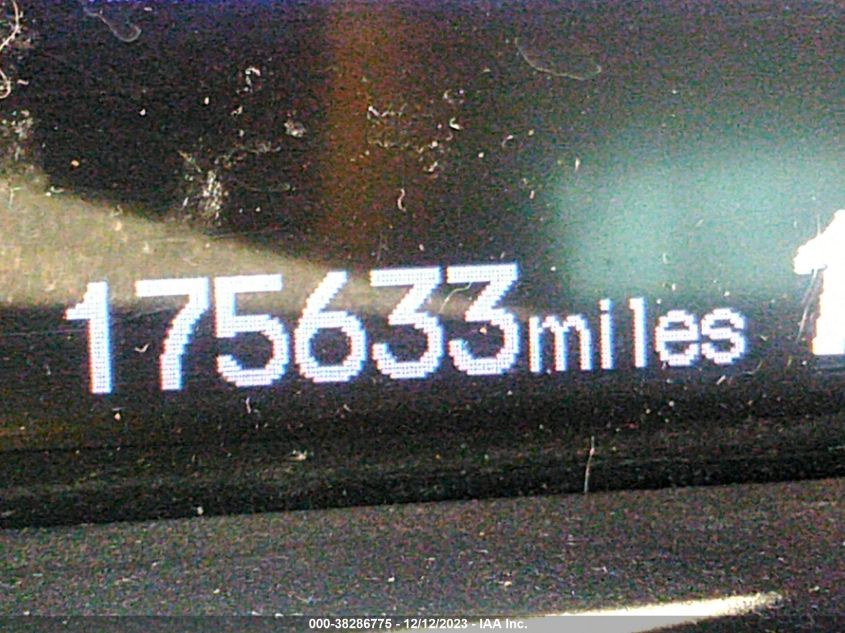 175633miles
000-38286775 - 12/12/2023 - IAA Inc.